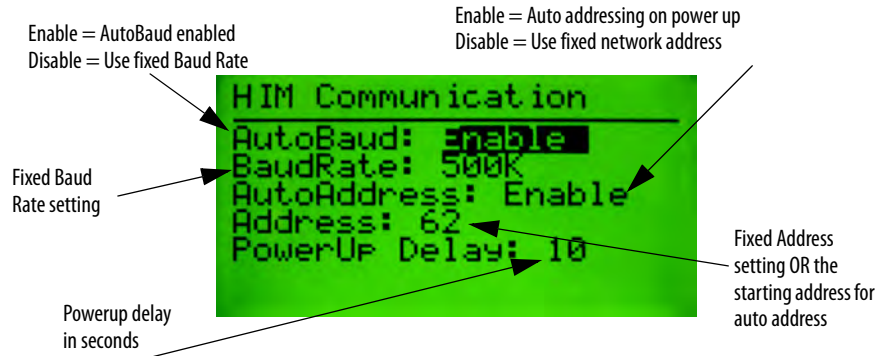 Enable = AutoBaud enabled
Disable = Use fixed Baud Rate
Enable = Auto addressing on power up
Disable = Use fixed network address
HIM Communication
AutoBaud: Enable
BaudRate: 500K
AutoAddress: Enable
Address: 62
PowerUp Delay: 10
Fixed Baud
Rate setting
Fixed Address
setting OR the
starting address for
auto address
Powerup delay
in seconds